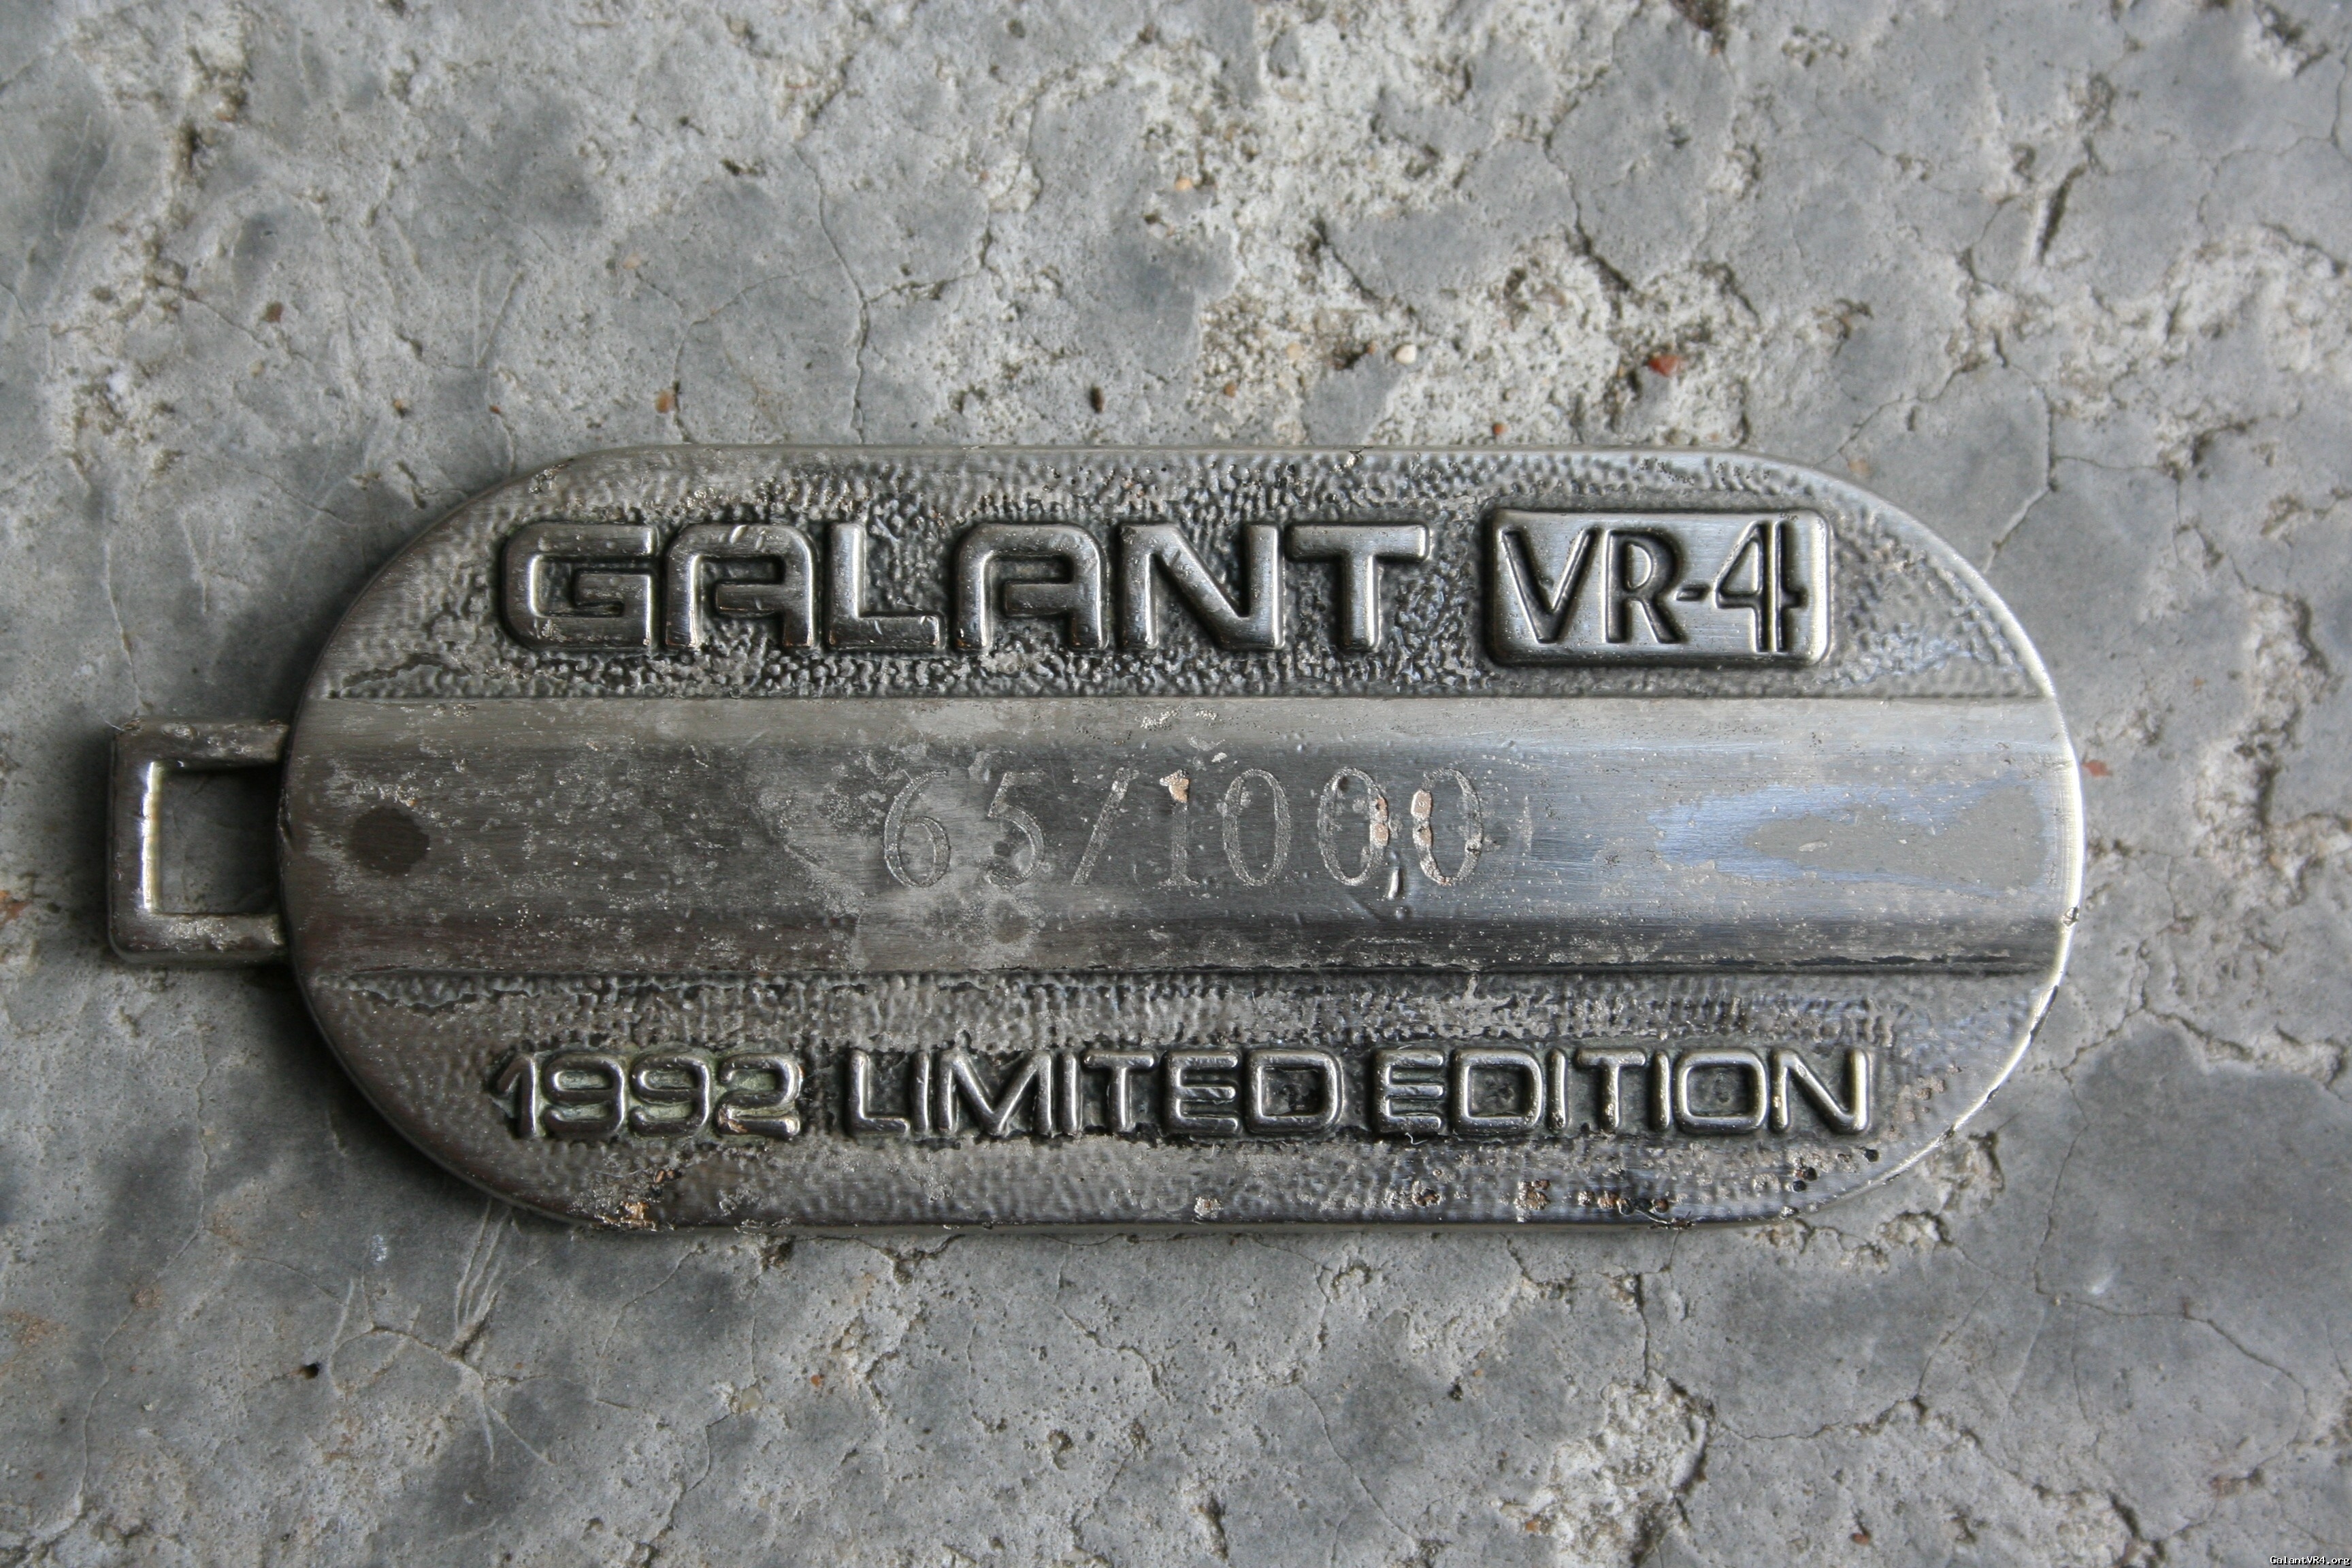 GALANT VR-4
65/1000
1992 LIMITED EDITION
GalantVR4.org